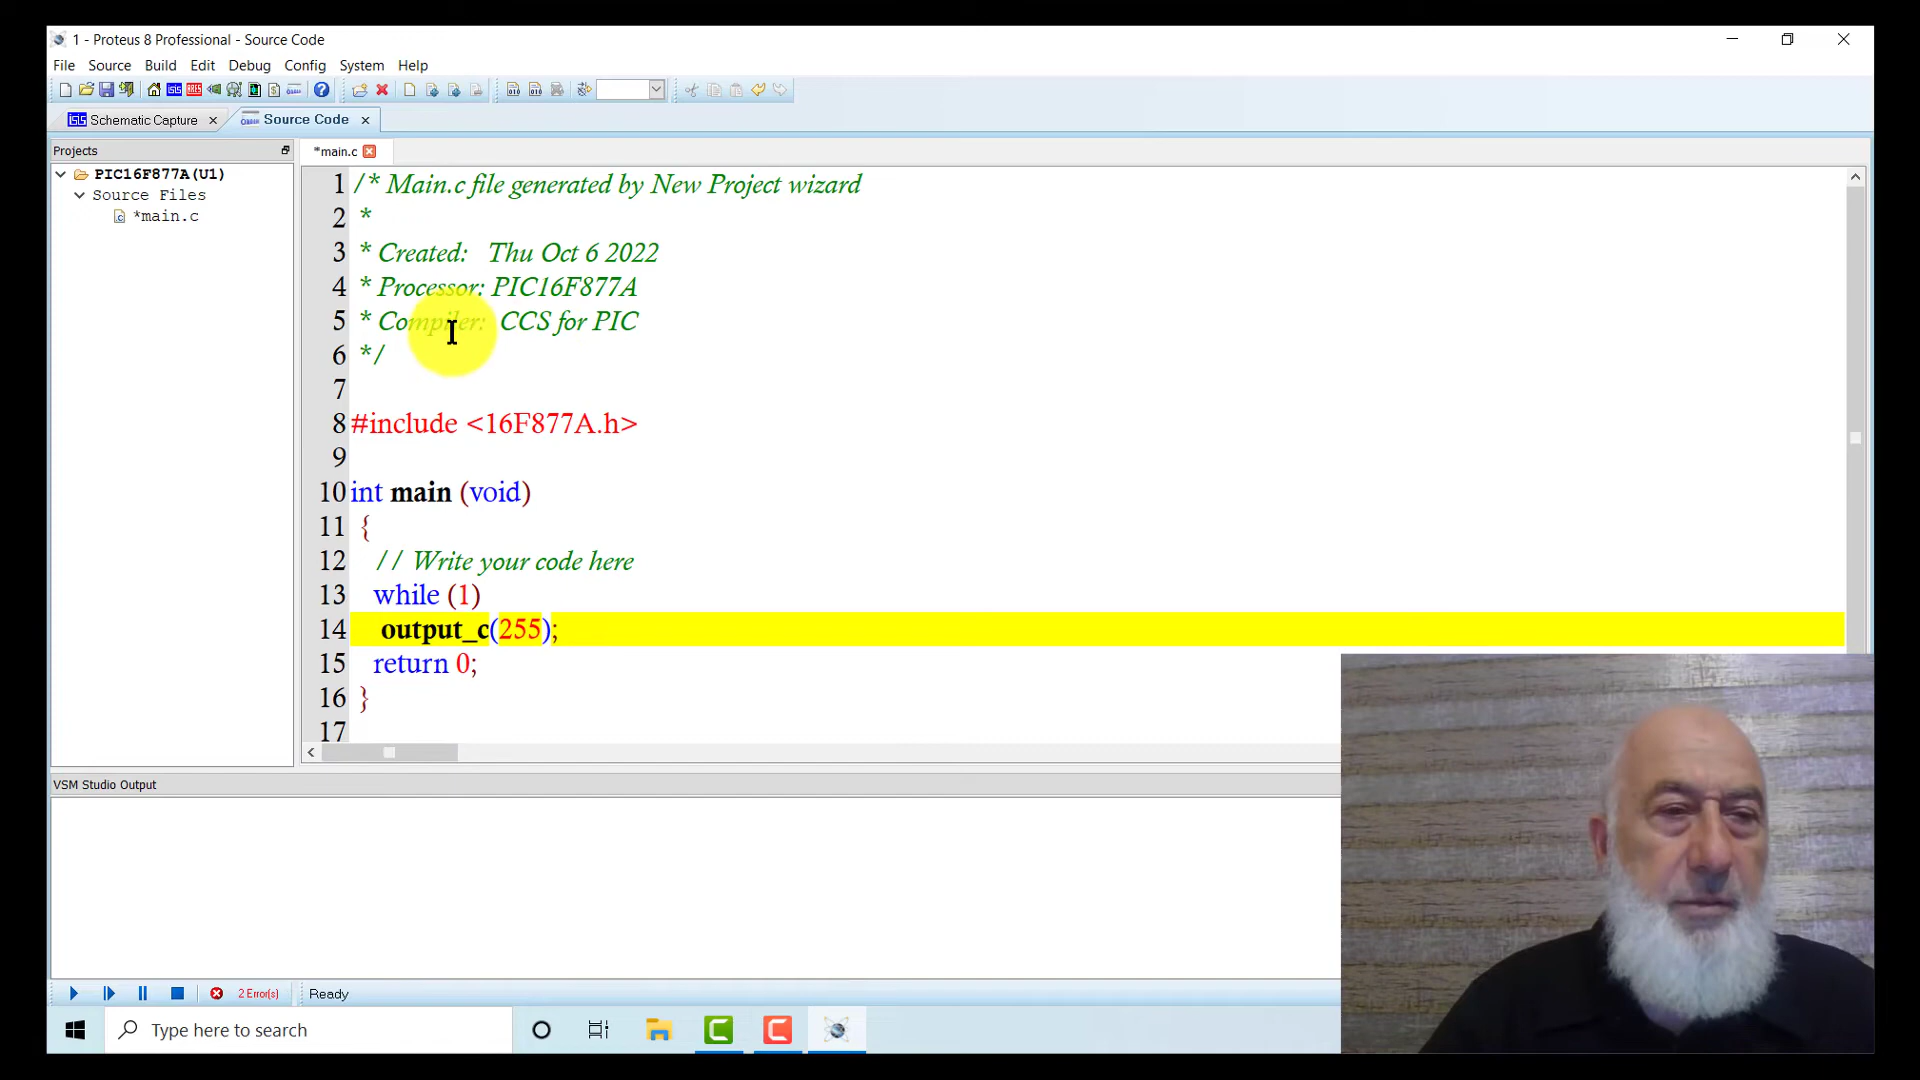 1 - Proteus 8 Professional - Source Code
File Source Build Edit Debug Config System Help
Schematic Capture
Source Code
Projects
*main.c
PIC16F877A(U1)
Source Files
*main.c
1 /* Main.c file generated by New Project wizard
2 *
3 * Created: Thu Oct 6 2022
4 * Processor: PIC16F877A
5 * Compiler: CCS for PIC
6 */
7
8 #include <16F877A.h>
9
10 int main (void)
11 {
12 // Write your code here
13 while (1)
14 output_c(255);
15 return 0;
16 }
17
VSM Studio Output
2 Error(s)
Ready
Type here to search